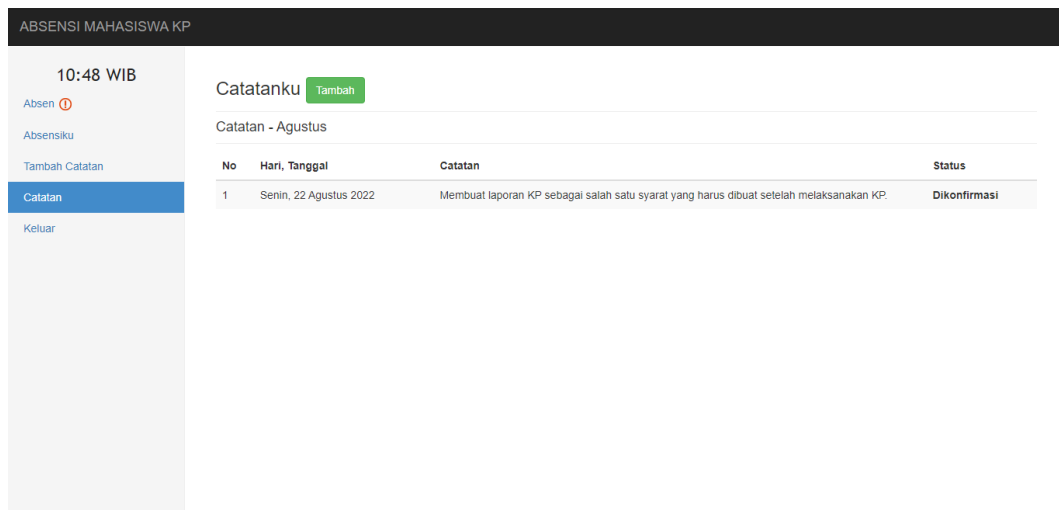 ABSENSI MAHASISWA KP
10:48 WIB
Absen
Absensiku
Tambah Catatan
Catatan
Keluar
Catatanku Tambah
Catatan - Agustus
No Hari, Tanggal Catatan Status
1 Senin, 22 Agustus 2022 Membuat laporan KP sebagai salah satu syarat yang harus dibuat setelah melaksanakan KP. Dikonfirmasi